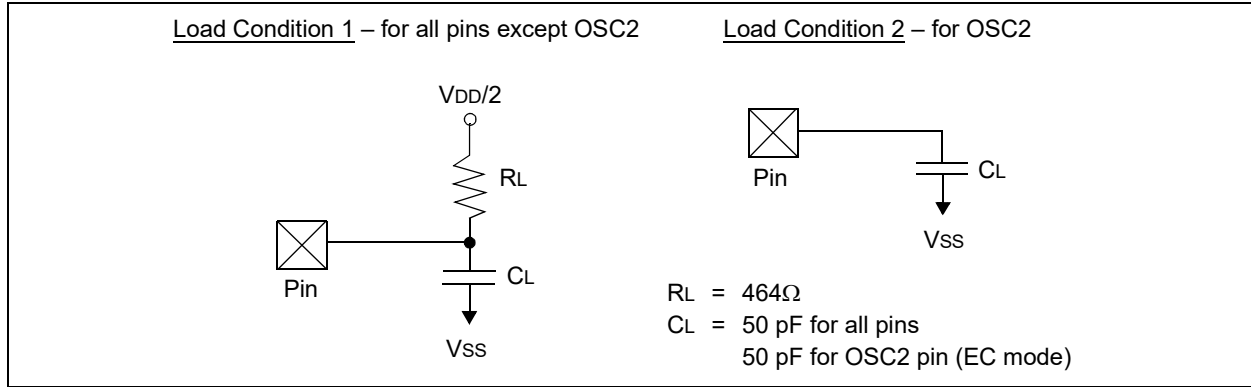 Load Condition 1 – for all pins except OSC2
VDD/2
RL
Pin
CL
VSS
Load Condition 2 – for OSC2
Pin
CL
VSS
RL = 464Ω
CL = 50 pF for all pins
50 pF for OSC2 pin (EC mode)